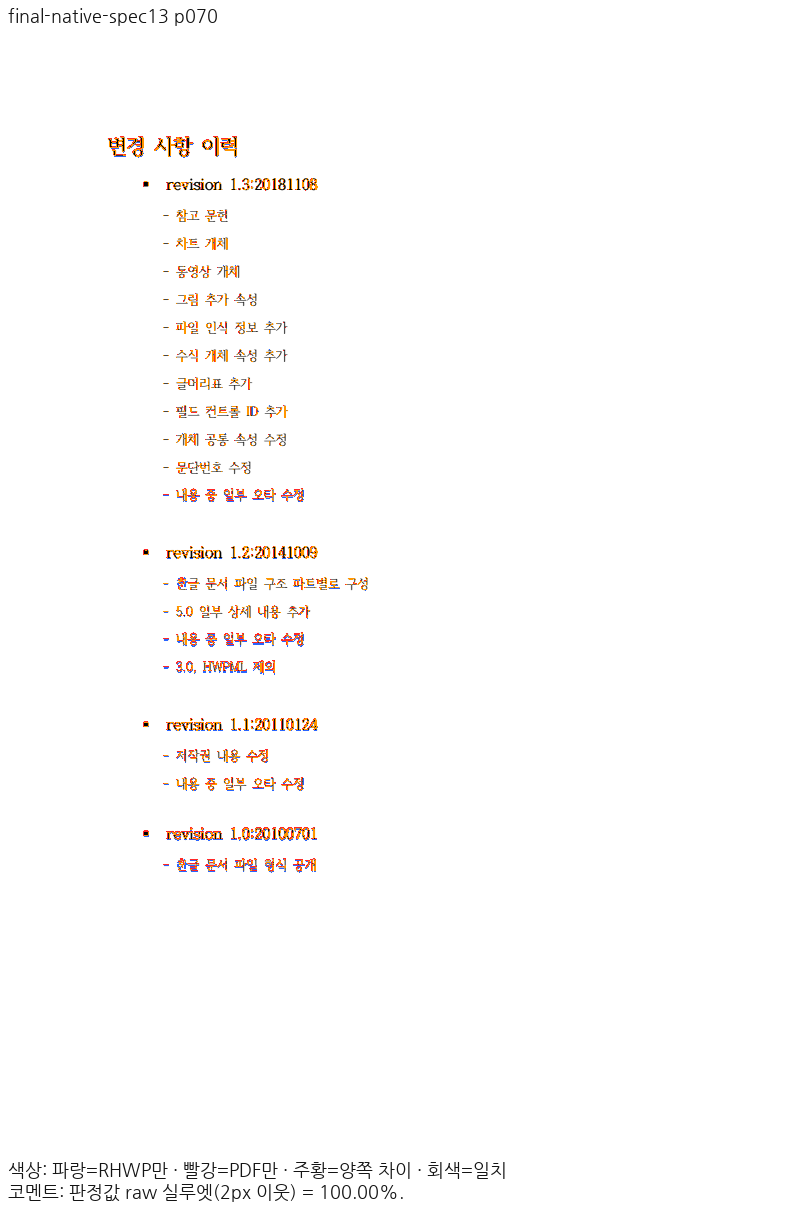 final-native-spec13 p070
변경 사항 이력
▪ revision 1.3:20181108
- 참고 문헌
- 차트 개체
- 동영상 개체
- 그림 추가 속성
- 파일 인식 정보 추가
- 수식 개체 속성 추가
- 글머리표 추가
- 필드 컨트롤 ID 추가
- 개체 공통 속성 수정
- 문단번호 수정
- 내용 중 일부 오타 수정
▪ revision 1.2:20141009
- 한글 문서 파일 구조 파트별로 구성
- 5.0 일부 상세 내용 추가
- 내용 중 일부 오타 수정
- 3.0, HWPML 제외
▪ revision 1.1:20110124
- 저작권 내용 수정
- 내용 중 일부 오타 수정
▪ revision 1.0:20100701
- 한글 문서 파일 형식 공개
색상: 파랑=RHWP만 · 빨강=PDF만 · 주황=양쪽 차이 · 회색=일치
코멘트: 판정값 raw 실루엣(2px 이웃) = 100.00%.